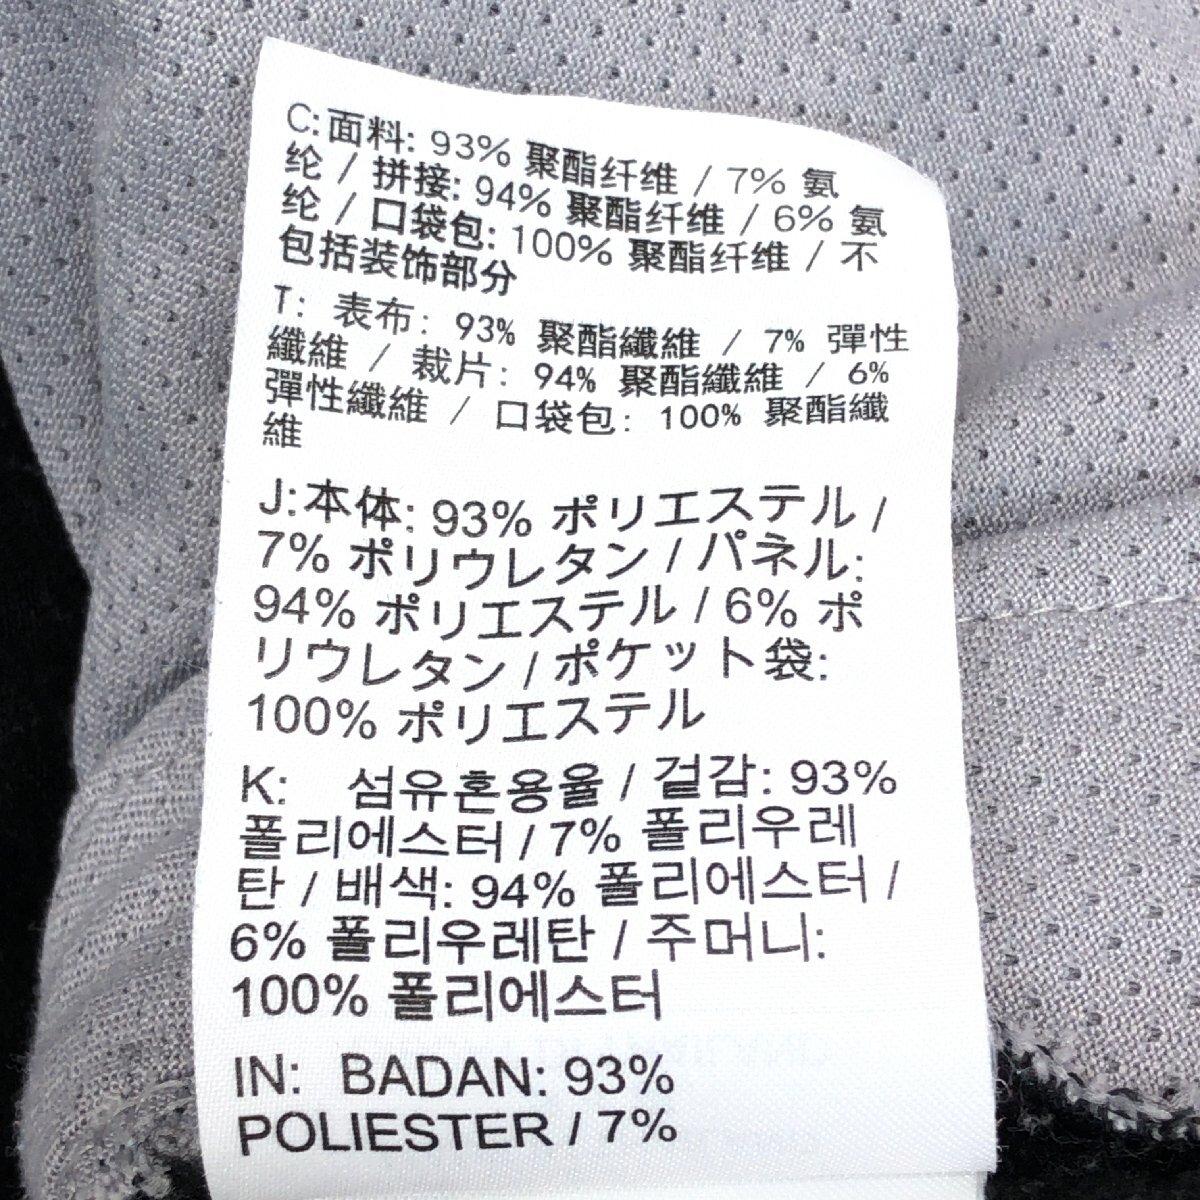 C:面料: 93% 聚酯纤维 / 7% 氨
纶 / 拼接: 94% 聚酯纤维 / 6% 氨
纶 / 口袋包: 100% 聚酯纤维 / 不
包括装饰部分
T: 表布: 93% 聚酯纖維 / 7% 彈性
纖維 / 裁片: 94% 聚酯纖維 / 6%
彈性纖維 / 口袋包: 100% 聚酯纖
維
J:本体: 93% ポリエステル /
7% ポリウレタン / パネル:
94% ポリエステル / 6% ポ
リウレタン / ポケット袋:
100% ポリエステル
K: 섬유혼용율 / 겉감: 93%
폴리에스터 / 7% 폴리우레
탄 / 배색: 94% 폴리에스터 /
6% 폴리우레탄 / 주머니:
100% 폴리에스터
IN: BADAN: 93%
POLIESTER / 7%